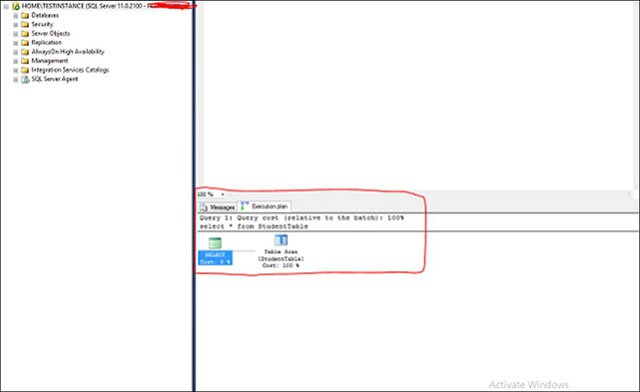 HOME\TESTINSTANCE (SQL Server 11.0.2100 -
Databases
Security
Server Objects
Replication
AlwaysOn High Availability
Management
Integration Services Catalogs
SQL Server Agent
100 %
Messages Execution plan
Query 1: Query cost (relative to the batch): 100%
select * from StudentTable
SELECT
Cost: 0 %
Table Scan
[StudentTable]
Cost: 100 %
Activate Windows